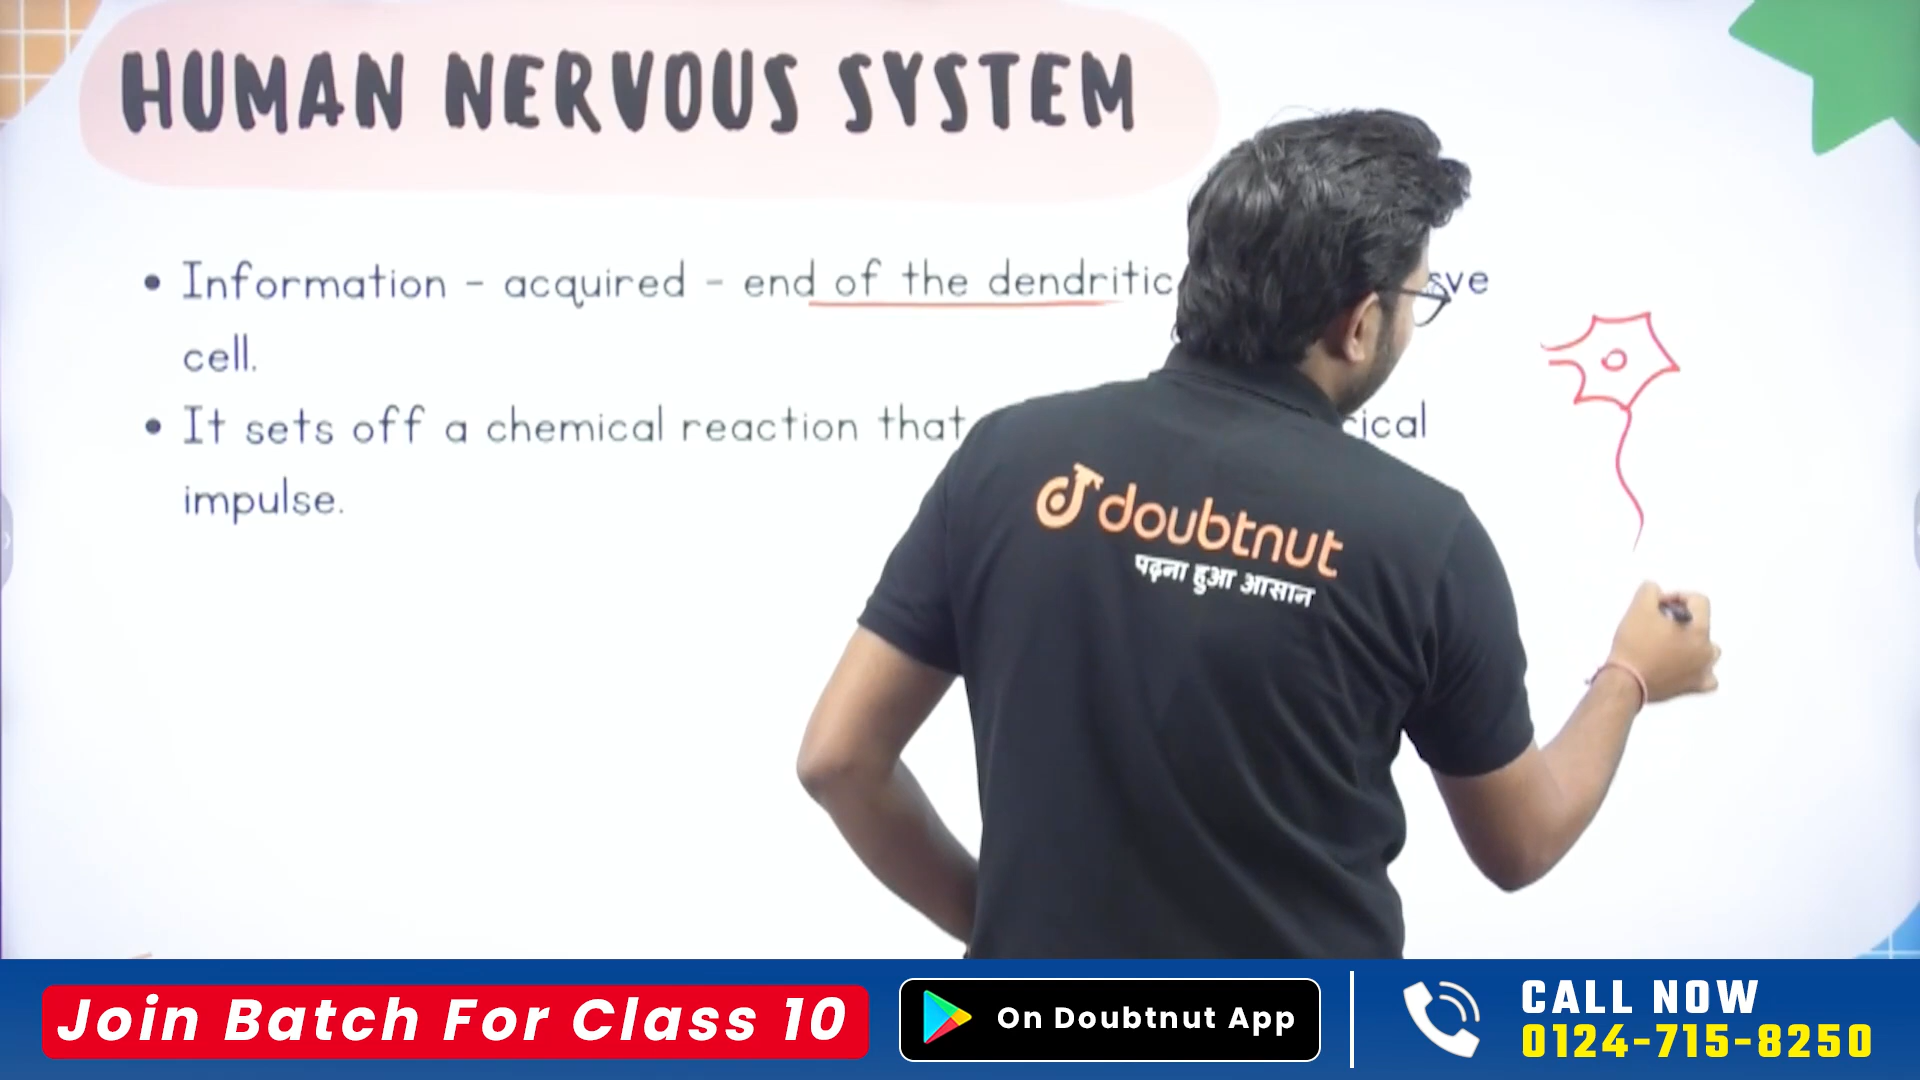 HUMAN NERVOUS SYSTEM
• Information - acquired - end of the dendritic
cell.
• It sets off a chemical reaction that
impulse.
doubtnut
पढ़ना हुआ आसान
Join Batch For Class 10
On Doubtnut App
CALL NOW
0124-715-8250